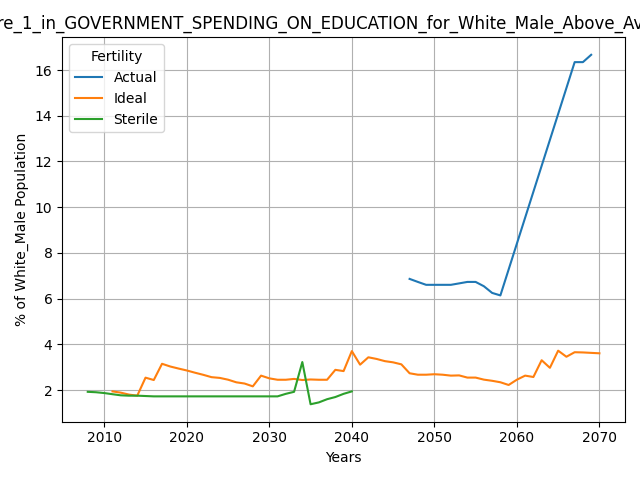 re_1_in_GOVERNMENT_SPENDING_ON_EDUCATION_for_White_Male_Above_Av
Fertility
Actual
Ideal
Sterile
% of White_Male Population
16
14
12
10
8
6
4
2
2010 2020 2030 2040 2050 2060 2070
Years